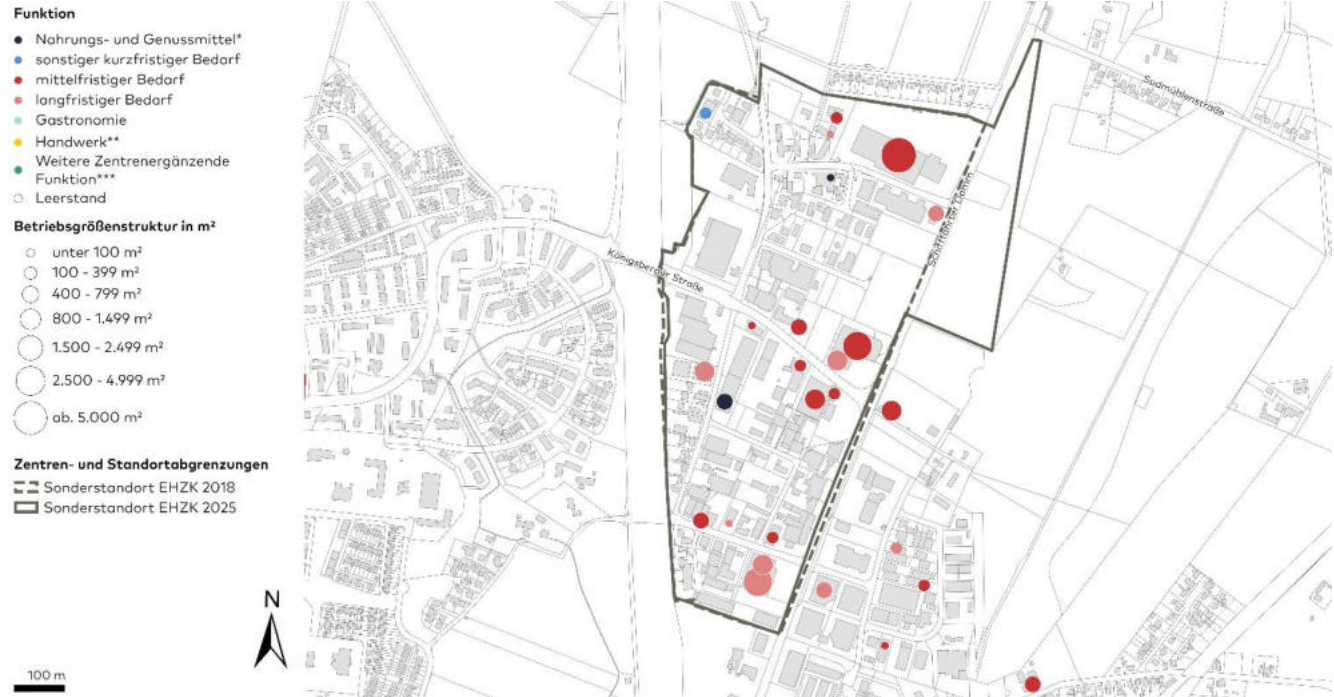 Funktion
Nahrungs- und Genussmittel*
sonstiger kurzfristiger Bedarf
mittelfristiger Bedarf
langfristiger Bedarf
Gastronomie
Handwerk**
Weitere Zentrenergänzende
Funktion***
Leerstand
Betriebsgrößenstruktur in m²
unter 100 m²
100 - 399 m²
400 - 799 m²
800 - 1.499 m²
1.500 - 2.499 m²
2.500 - 4.999 m²
ab. 5.000 m²
Zentren- und Standortabgrenzungen
Sonderstandort EHZK 2018
Sonderstandort EHZK 2025
N
100 m
Sudmühlenstraße
Schifffahrter Damm
Königsberger Straße